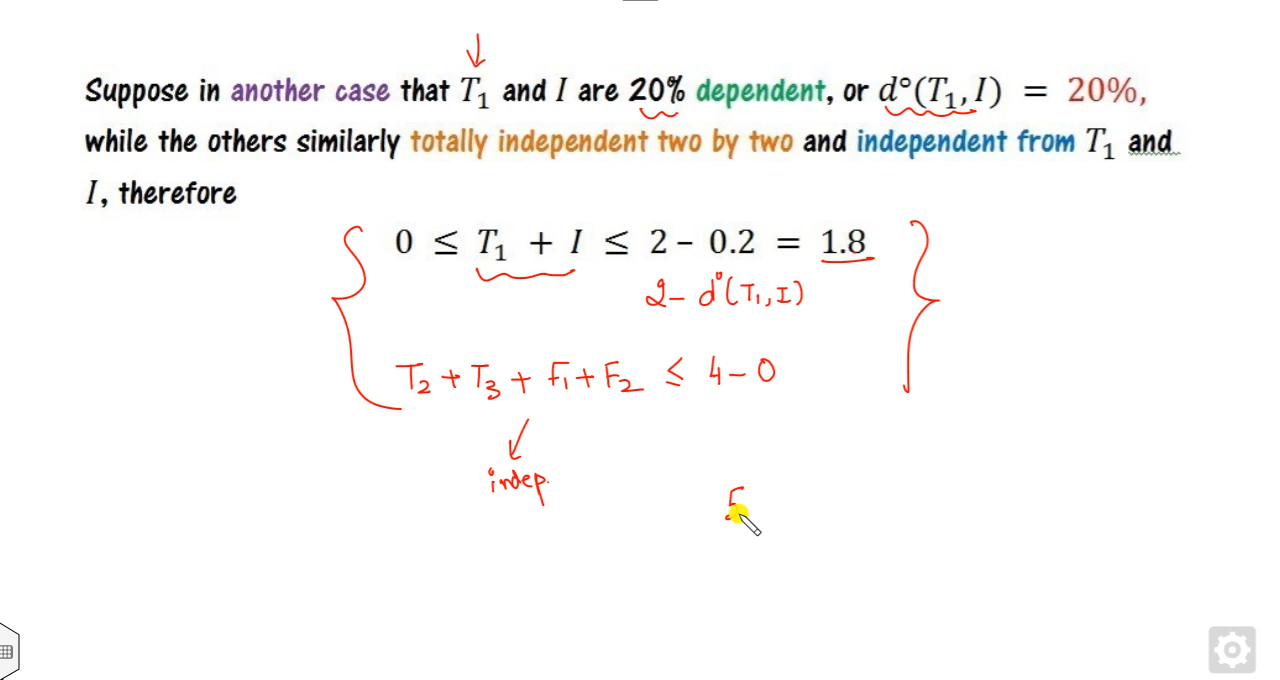 Suppose in another case that T₁ and I are 20% dependent, or d°(T₁, I) = 20%,
while the others similarly totally independent two by two and independent from T₁ and
I, therefore
0 ≤ T₁ + I ≤ 2 − 0.2 = 1.8
2 − d°(T₁, I)
T₂ + T₃ + F₁ + F₂ ≤ 4 − 0
indep.
5